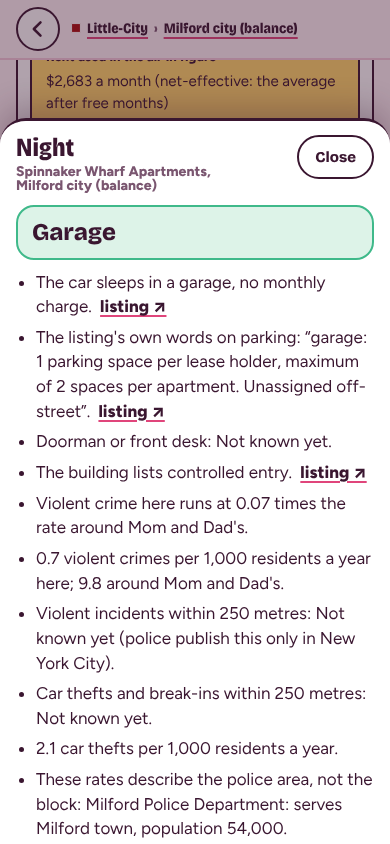 Little-City › Milford city (balance)
$2,683 a month (net-effective: the average
after free months)
Night
Spinnaker Wharf Apartments,
Milford city (balance)
Close
Garage
• The car sleeps in a garage, no monthly
charge. listing ↗
• The listing's own words on parking: “garage:
1 parking space per lease holder, maximum
of 2 spaces per apartment. Unassigned off-
street”. listing ↗
• Doorman or front desk: Not known yet.
• The building lists controlled entry. listing ↗
• Violent crime here runs at 0.07 times the
rate around Mom and Dad's.
• 0.7 violent crimes per 1,000 residents a year
here; 9.8 around Mom and Dad's.
• Violent incidents within 250 metres: Not
known yet (police publish this only in New
York City).
• Car thefts and break-ins within 250 metres:
Not known yet.
• 2.1 car thefts per 1,000 residents a year.
• These rates describe the police area, not the
block: Milford Police Department: serves
Milford town, population 54,000.